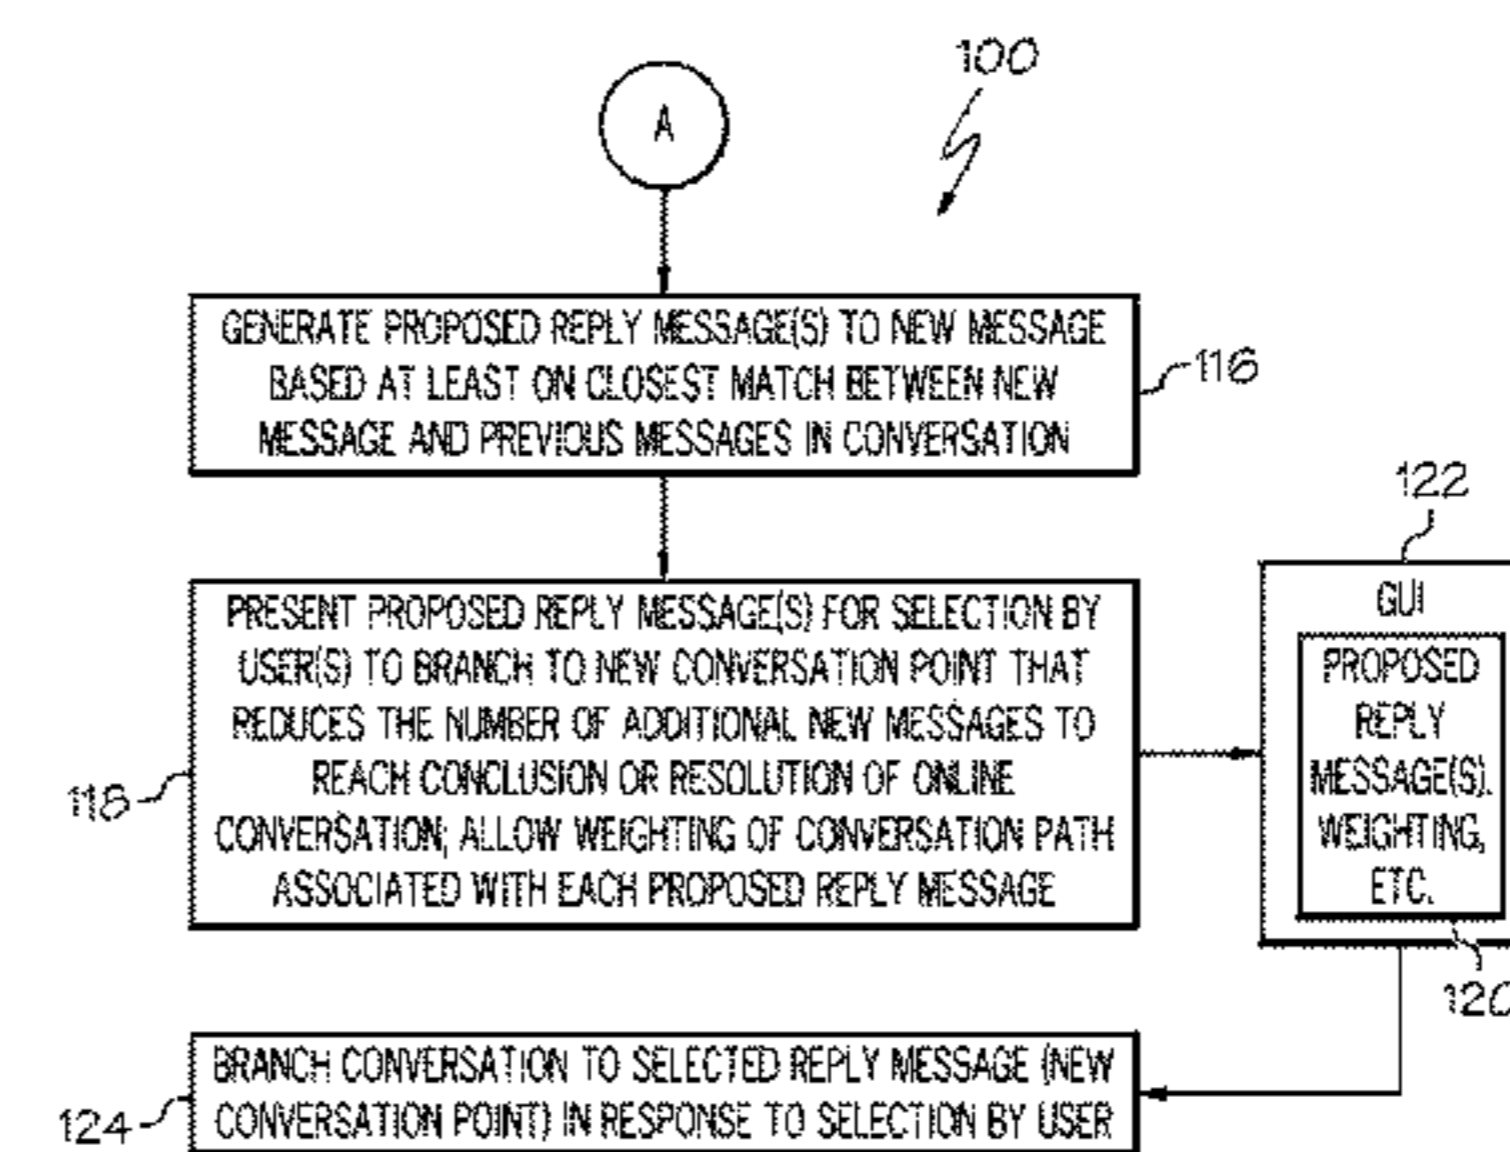 100
A
GENERATE PROPOSED REPLY MESSAGE(S) TO NEW MESSAGE
BASED AT LEAST ON CLOSEST MATCH BETWEEN NEW
MESSAGE AND PREVIOUS MESSAGES IN CONVERSATION
116
PRESENT PROPOSED REPLY MESSAGE(S) FOR SELECTION BY
USER(S) TO BRANCH TO NEW CONVERSATION POINT THAT
REDUCES THE NUMBER OF ADDITIONAL NEW MESSAGES TO
REACH CONCLUSION OR RESOLUTION OF ONLINE
CONVERSATION; ALLOW WEIGHTING OF CONVERSATION PATH
ASSOCIATED WITH EACH PROPOSED REPLY MESSAGE
118
122
GUI
PROPOSED
REPLY
MESSAGE(S).
WEIGHTING,
ETC.
120
BRANCH CONVERSATION TO SELECTED REPLY MESSAGE (NEW
CONVERSATION POINT) IN RESPONSE TO SELECTION BY USER
124